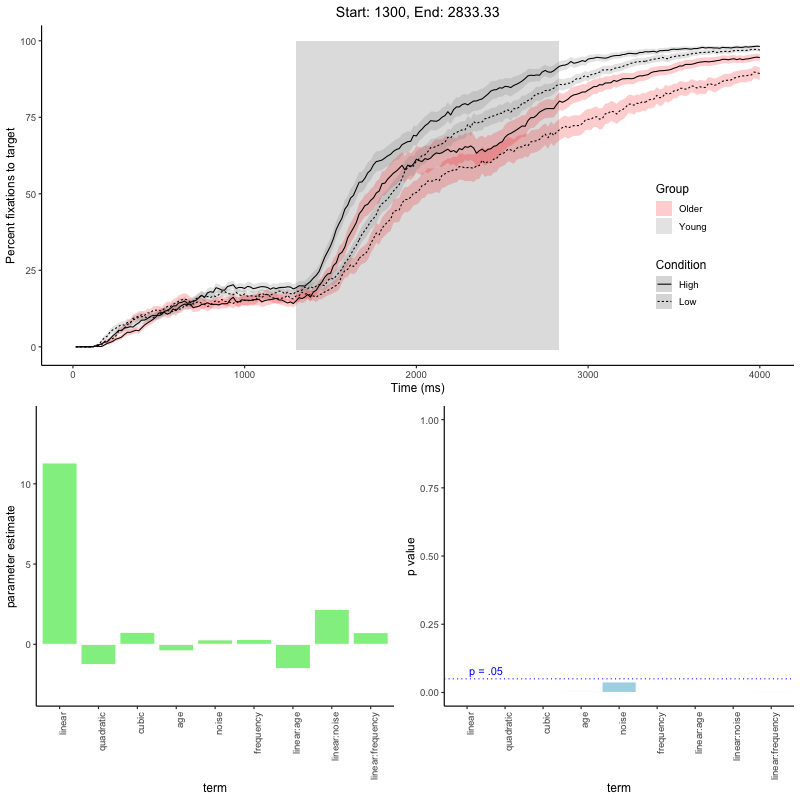 Start: 1300, End: 2833.33
Percent fixations to target
100
75
50
25
0
0
1000
2000
3000
4000
Time (ms)
Group
Older
Young
Condition
High
Low
parameter estimate
10
5
0
linear
quadratic
cubic
age
noise
frequency
linear:age
linear:noise
linear:frequency
term
p value
1.00
0.75
0.50
0.25
0.00
p = .05
linear
quadratic
cubic
age
noise
frequency
linear:age
linear:noise
linear:frequency
term